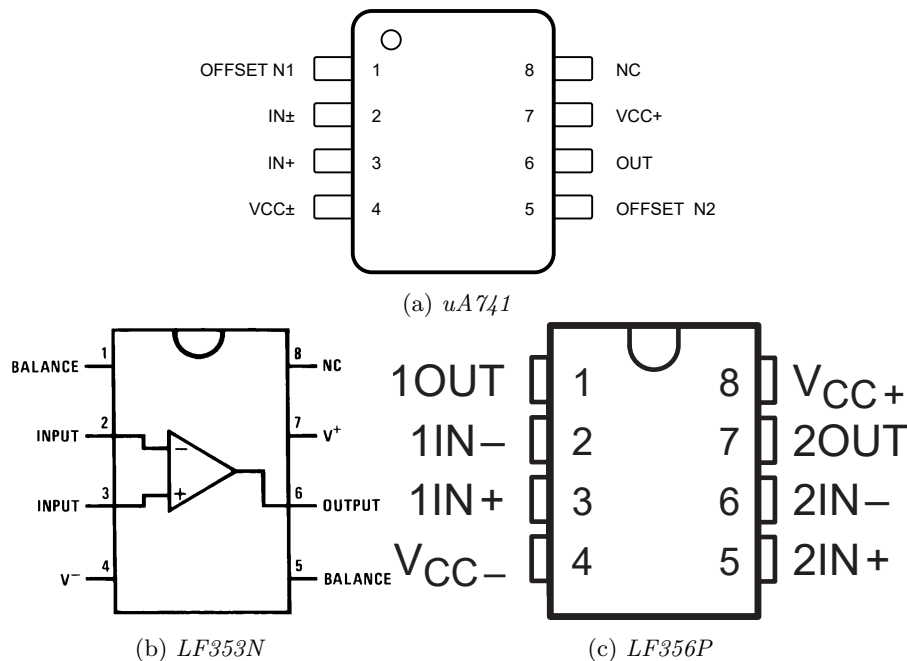 OFFSET N1 1 8 NC
IN± 2 7 VCC+
IN+ 3 6 OUT
VCC± 4 5 OFFSET N2
(a) uA741
BALANCE 1 8 NC
INPUT 2 − 7 V+
INPUT 3 + 6 OUTPUT
V− 4 5 BALANCE
(b) LF353N
1OUT 1 8 VCC+
1IN− 2 7 2OUT
1IN+ 3 6 2IN−
VCC− 4 5 2IN+
(c) LF356P